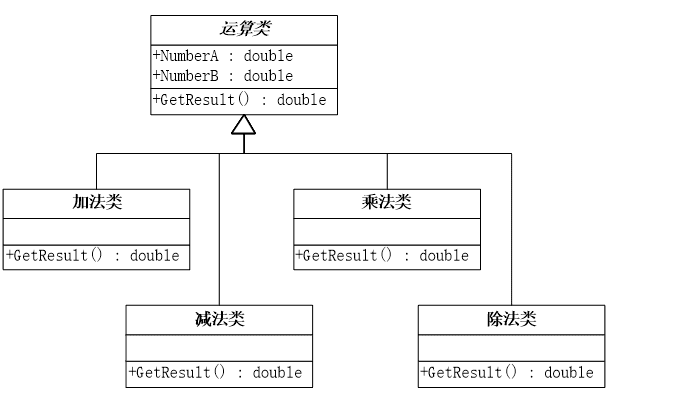 运算类
+NumberA : double
+NumberB : double
+GetResult() : double
加法类
+GetResult() : double
乘法类
+GetResult() : double
减法类
+GetResult() : double
除法类
+GetResult() : double